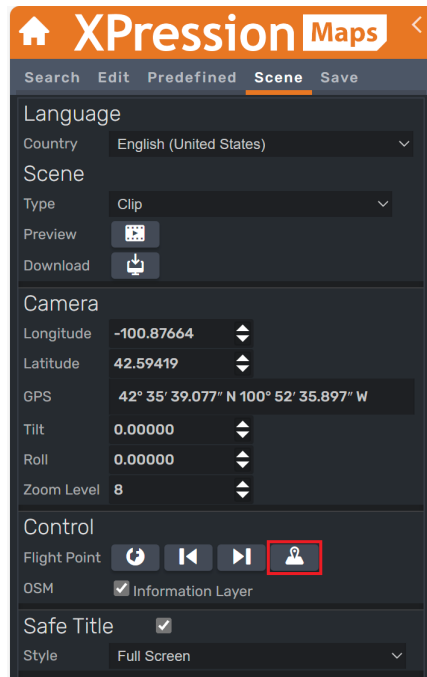 XPression Maps
Search Edit Predefined Scene Save
Language
Country English (United States)
Scene
Type Clip
Preview
Download
Camera
Longitude -100.87664
Latitude 42.59419
GPS 42° 35′ 39.077″ N 100° 52′ 35.897″ W
Tilt 0.00000
Roll 0.00000
Zoom Level 8
Control
Flight Point
OSM Information Layer
Safe Title
Style Full Screen